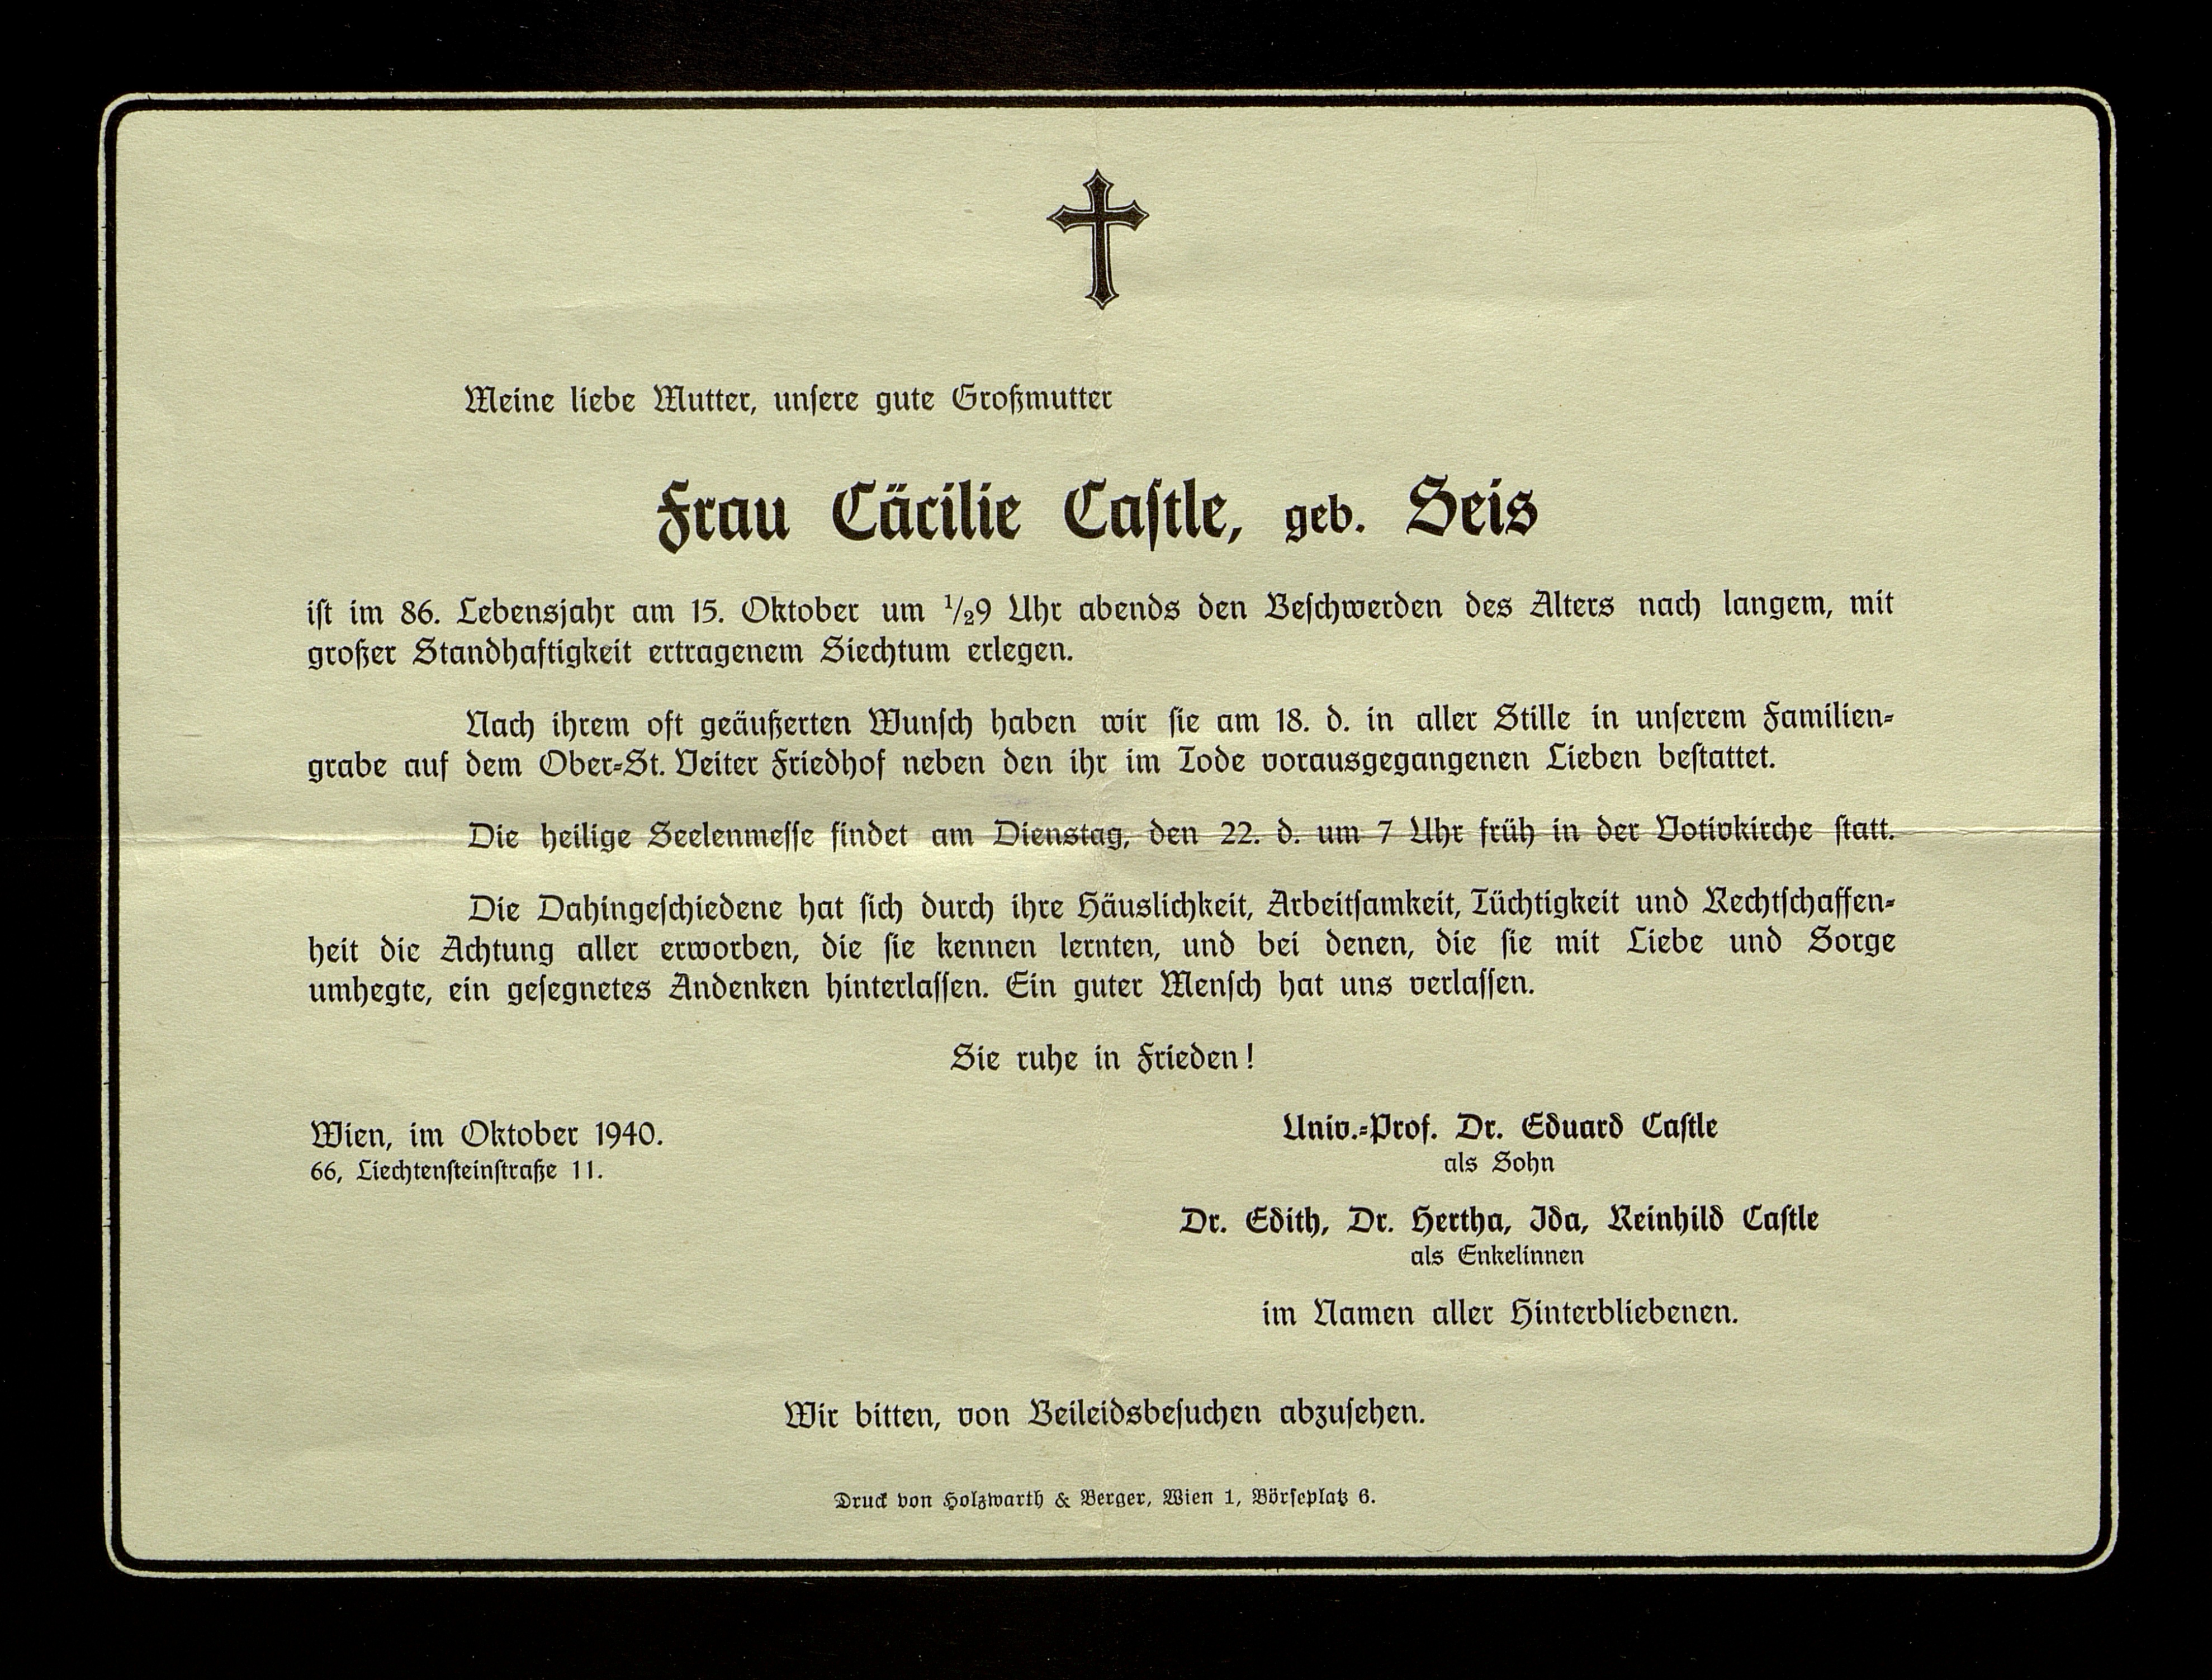 Meine liebe Mutter, unsere gute Großmutter
Frau Cäcilie Castle, geb. Seis
ist im 86. Lebensjahr am 15. Oktober um 1/29 Uhr abends den Beschwerden des Alters nach langem, mit
großer Standhaftigkeit ertragenem Siechtum erlegen.
Nach ihrem oft geäußerten Wunsch haben wir sie am 18. d. in aller Stille in unserem Familien-
grabe auf dem Ober-St. Veiter Friedhof neben den ihr im Tode vorausgegangenen Lieben bestattet.
Die heilige Seelenmesse findet am Dienstag, den 22. d. um 7 Uhr früh in der Votivkirche statt.
Die Dahingeschiedene hat sich durch ihre Häuslichkeit, Arbeitsamkeit, Tüchtigkeit und Rechtschaffen-
heit die Achtung aller erworben, die sie kennen lernten, und bei denen, die sie mit Liebe und Sorge
umhegte, ein gesegnetes Andenken hinterlassen. Ein guter Mensch hat uns verlassen.
Sie ruhe in Frieden!
Wien, im Oktober 1940.
66, Liechtensteinstraße 11.
Univ.-Prof. Dr. Eduard Castle
als Sohn
Dr. Edith, Dr. Hertha, Ida, Reinhild Castle
als Enkelinnen
im Namen aller Hinterbliebenen.
Wir bitten, von Beileidsbesuchen abzusehen.
Druck von Holzwarth & Berger, Wien 1, Börseplatz 6.